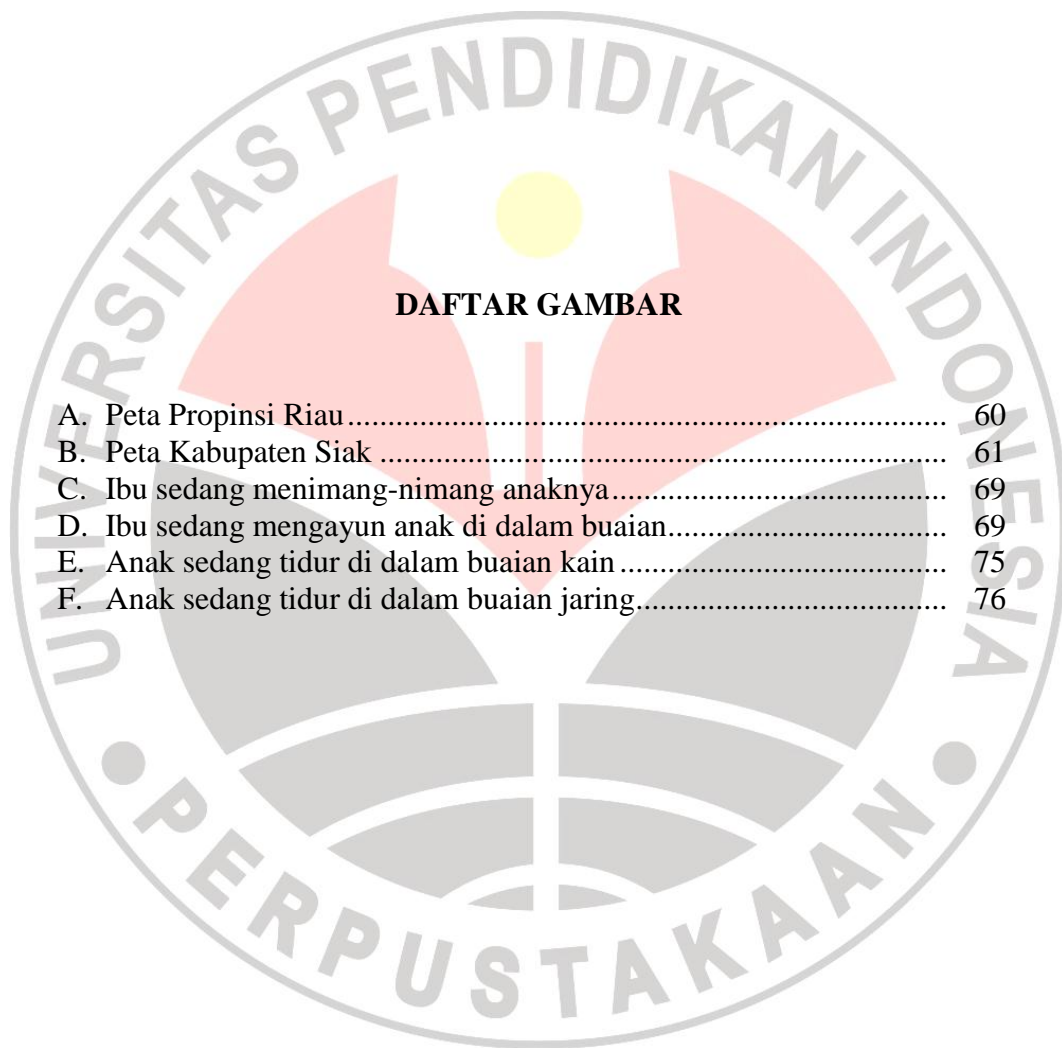 UNIVERSITAS PENDIDIKAN INDONESIA
DAFTAR GAMBAR
A. Peta Propinsi Riau........................................................................... 60
B. Peta Kabupaten Siak ....................................................................... 61
C. Ibu sedang menimang-nimang anaknya.......................................... 69
D. Ibu sedang mengayun anak di dalam buaian................................... 69
E. Anak sedang tidur di dalam buaian kain ......................................... 75
F. Anak sedang tidur di dalam buaian jaring....................................... 76
PERPUSTAKAAN